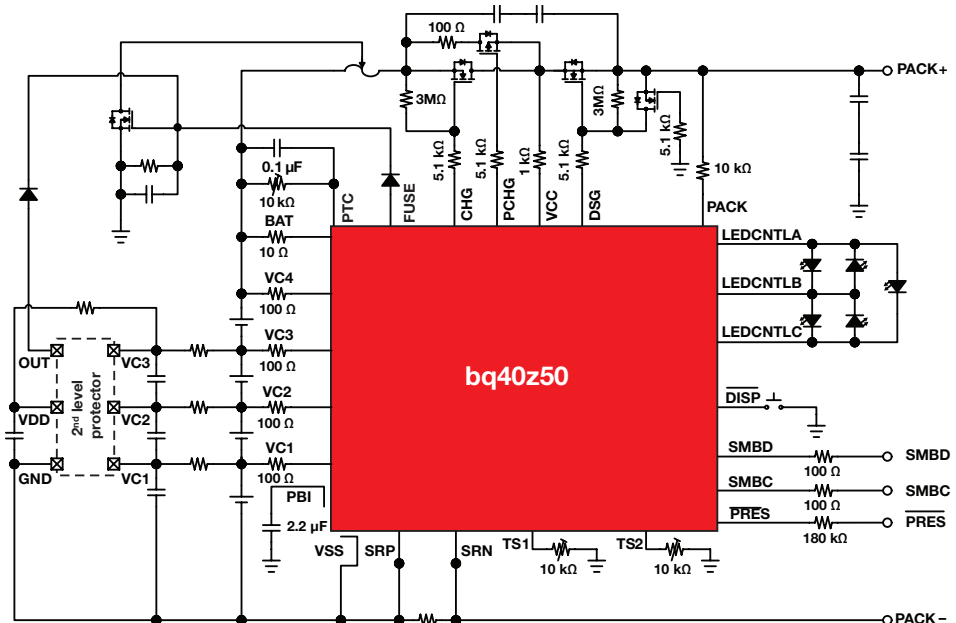 100 Ω
PACK+
3MΩ
3MΩ
5.1 kΩ
5.1 kΩ
1 kΩ
5.1 kΩ
5.1 kΩ
10 kΩ
0.1 µF
10 kΩ
PTC
FUSE
CHG
PCHG
VCC
DSG
PACK
BAT
10 Ω
VC4
100 Ω
VC3
100 Ω
VC2
100 Ω
VC1
100 Ω
PBI
2.2 µF
VSS
SRP
SRN
TS1
10 kΩ
TS2
10 kΩ
bq40z50
LEDCNTLA
LEDCNTLB
LEDCNTLC
DISP
SMBD
100 Ω
SMBD
SMBC
100 Ω
SMBC
PRES
180 kΩ
PRES
OUT
VDD
GND
2nd level
protector
VC3
VC2
VC1
PACK–